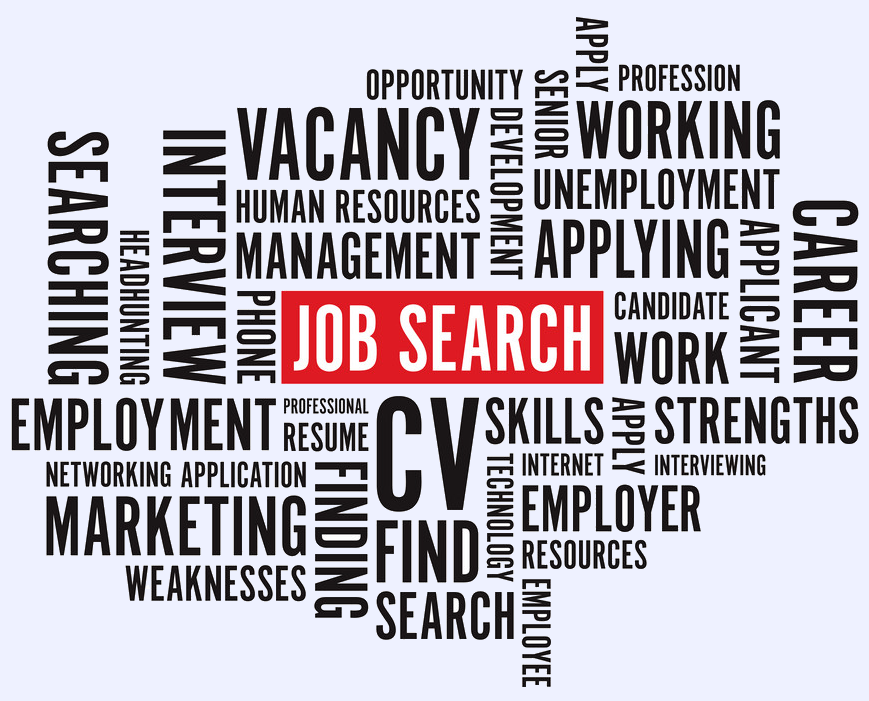 APPLY
OPPORTUNITY
SENIOR
PROFESSION
VACANCY
DEVELOPMENT
WORKING
SEARCHING
INTERVIEW
HUMAN RESOURCES
UNEMPLOYMENT
CAREER
HEADHUNTING
MANAGEMENT
APPLYING
APPLICANT
PHONE
JOB SEARCH
CANDIDATE
WORK
EMPLOYMENT
PROFESSIONAL
RESUME
CV
SKILLS
APPLY
STRENGTHS
NETWORKING APPLICATION
FINDING
TECHNOLOGY
INTERNET
INTERVIEWING
MARKETING
EMPLOYER
FIND
RESOURCES
WEAKNESSES
SEARCH
EMPLOYEE